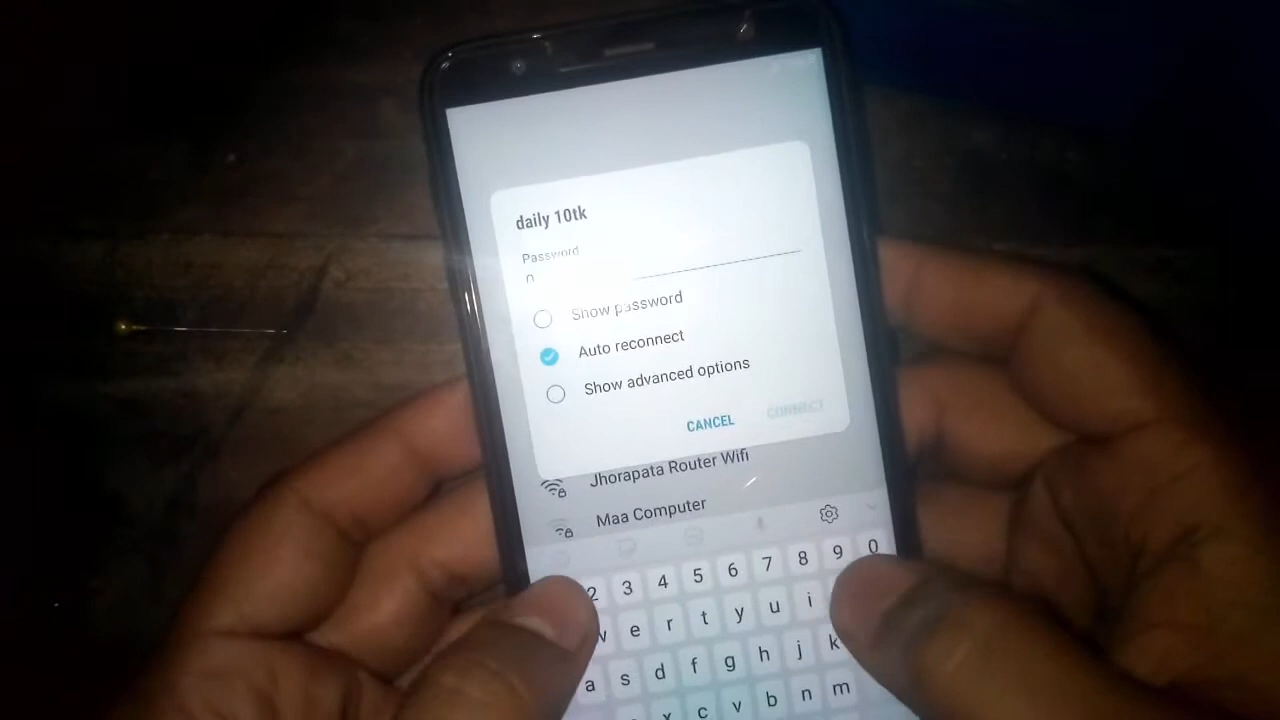 daily 10tk
Password
n
Show password
Auto reconnect
Show advanced options
CANCEL CONNECT
Jhorapata Router Wifi
Maa Computer
2 3 4 5 6 7 8 9 0
e r t y u i
a s d f g h j k
x c v b n m